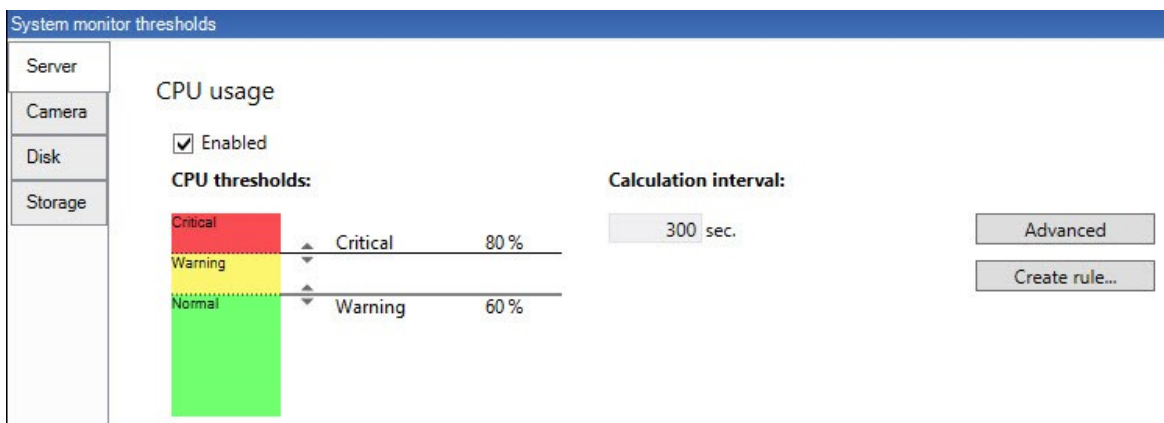 System monitor thresholds
Server
Camera
Disk
Storage
CPU usage
Enabled
CPU thresholds:
Critical
Warning
Normal
Critical 80 %
Warning 60 %
Calculation interval:
300 sec.
Advanced
Create rule...